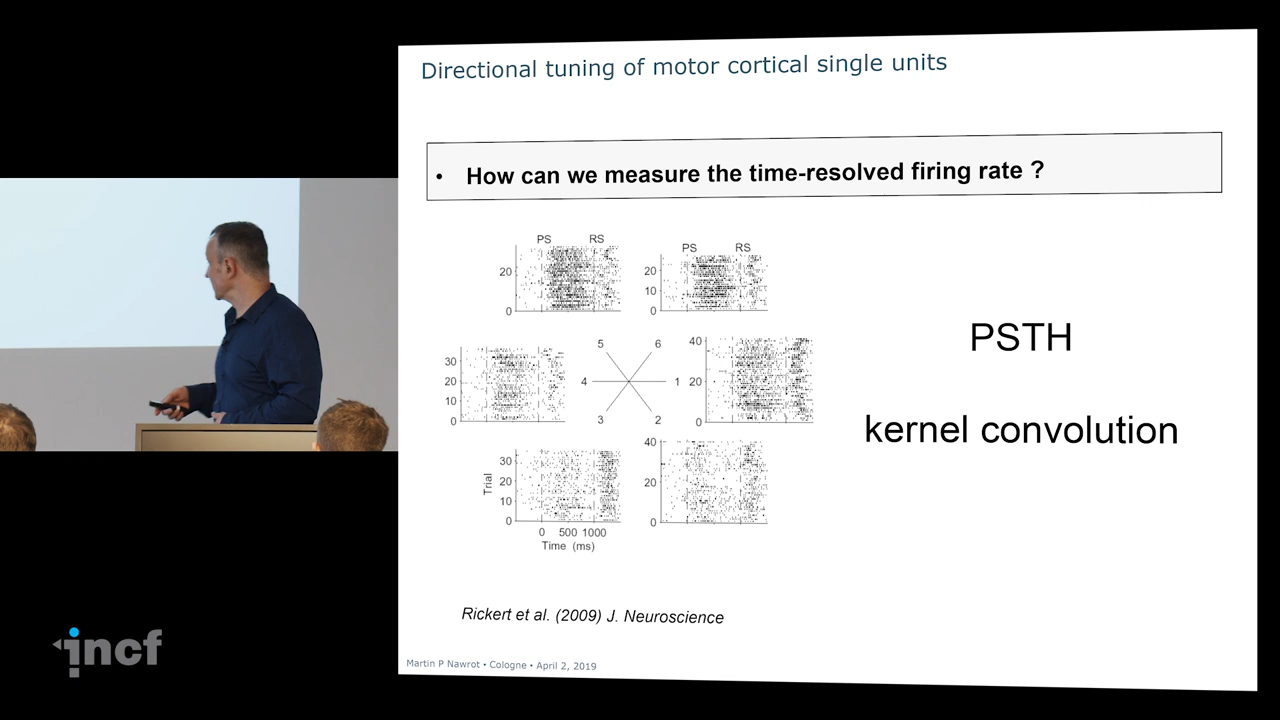 Directional tuning of motor cortical single units
• How can we measure the time-resolved firing rate ?
PS RS
20
0
PS RS
20
10
0
30
20
10
0
5 6
4 1
3 2
40
20
0
Trial
30
20
10
0
0 500 1000
Time (ms)
40
20
0
PSTH
kernel convolution
Rickert et al. (2009) J. Neuroscience
Martin P Nawrot • Cologne • April 2, 2019
incf